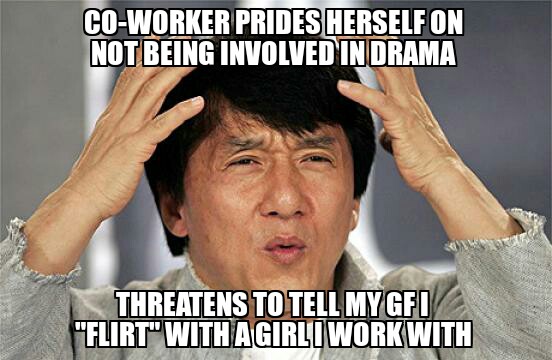 CO-WORKER PRIDES HERSELF ON
NOT BEING INVOLVED IN DRAMA
THREATENS TO TELL MY GF I
"FLIRT" WITH A GIRL I WORK WITH